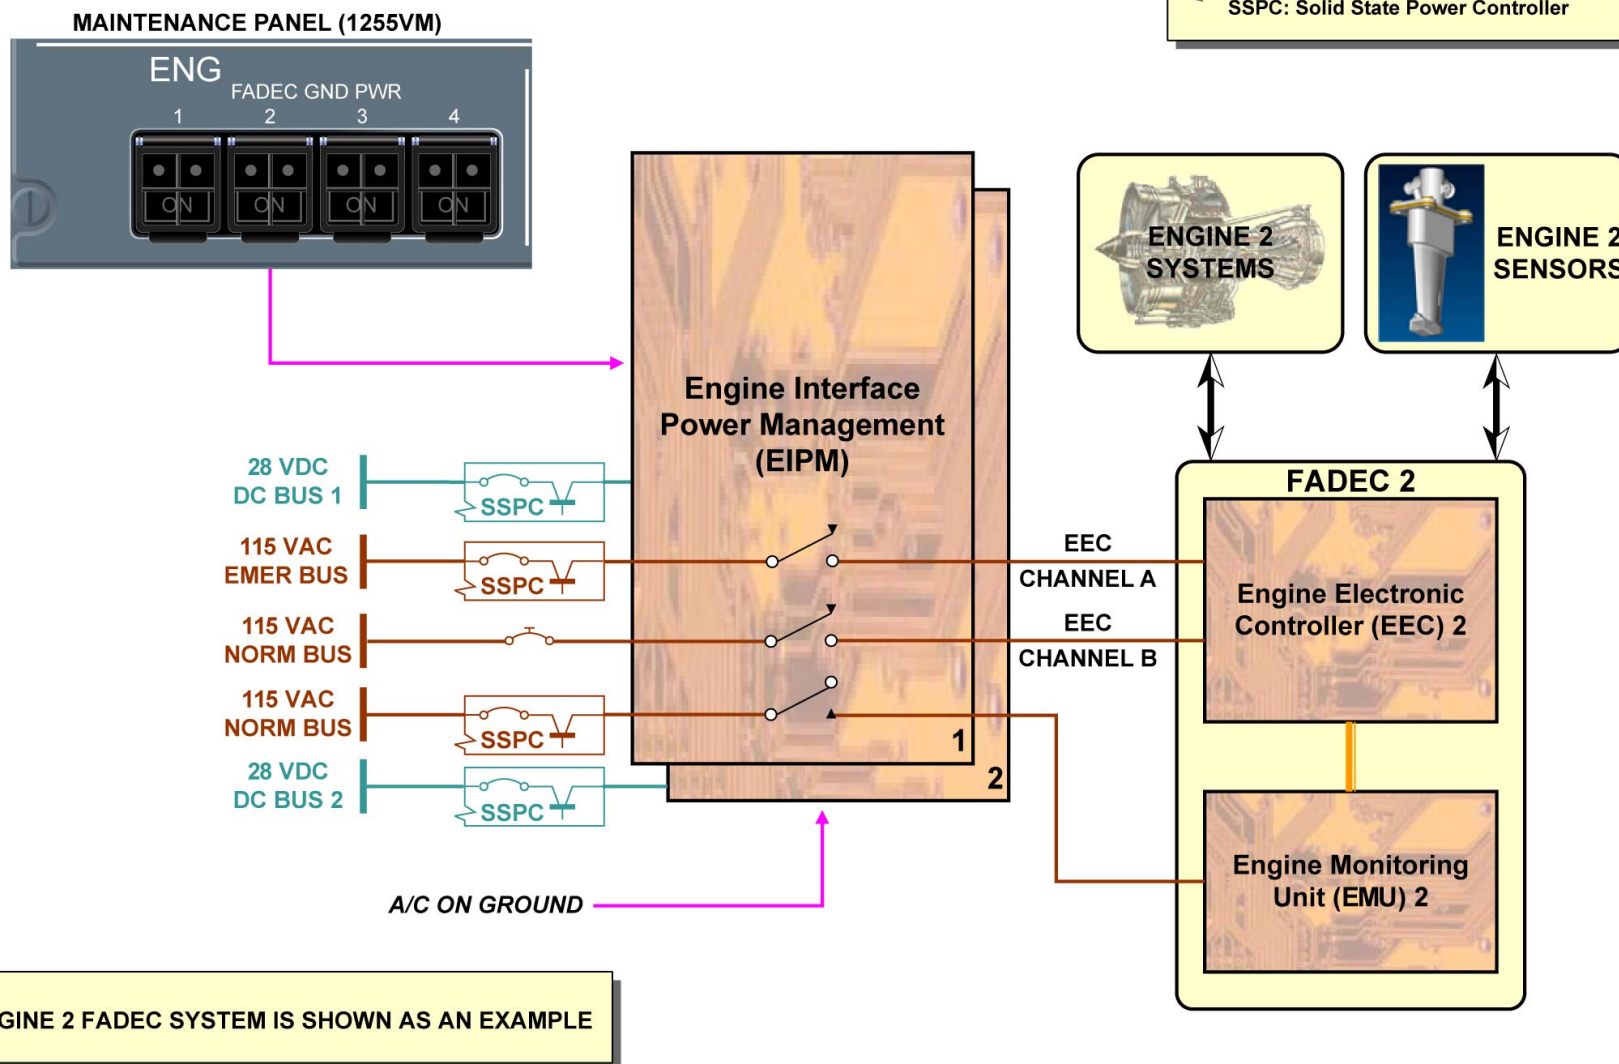 SSPC: Solid State Power Controller
MAINTENANCE PANEL (1255VM)
ENG
FADEC GND PWR
1 2 3 4
ON ON ON ON
ENGINE 2
SYSTEMS
ENGINE 2
SENSORS
Engine Interface
Power Management
(EIPM)
28 VDC
DC BUS 1
SSPC
115 VAC
EMER BUS
SSPC
115 VAC
NORM BUS
115 VAC
NORM BUS
SSPC
28 VDC
DC BUS 2
SSPC
1
2
EEC
CHANNEL A
EEC
CHANNEL B
FADEC 2
Engine Electronic
Controller (EEC) 2
Engine Monitoring
Unit (EMU) 2
A/C ON GROUND
GINE 2 FADEC SYSTEM IS SHOWN AS AN EXAMPLE